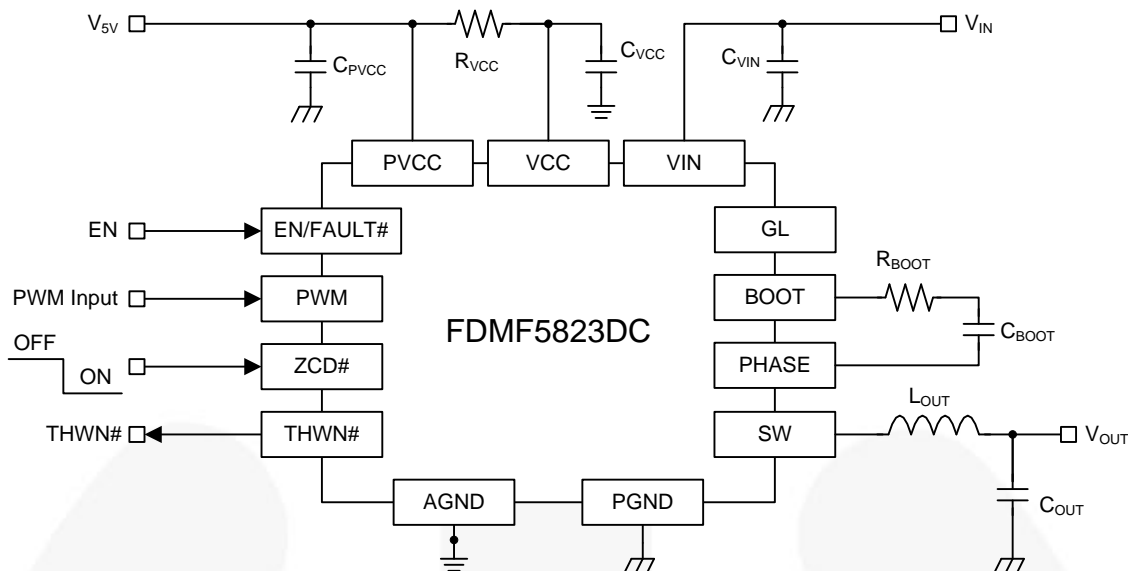 V5V
RVCC
CPVCC
CVCC
CVIN
VIN
PVCC
VCC
VIN
EN
EN/FAULT#
GL
PWM Input
PWM
BOOT
RBOOT
CBOOT
FDMF5823DC
OFF
ON
ZCD#
PHASE
LOUT
THWN#
THWN#
SW
VOUT
COUT
AGND
PGND